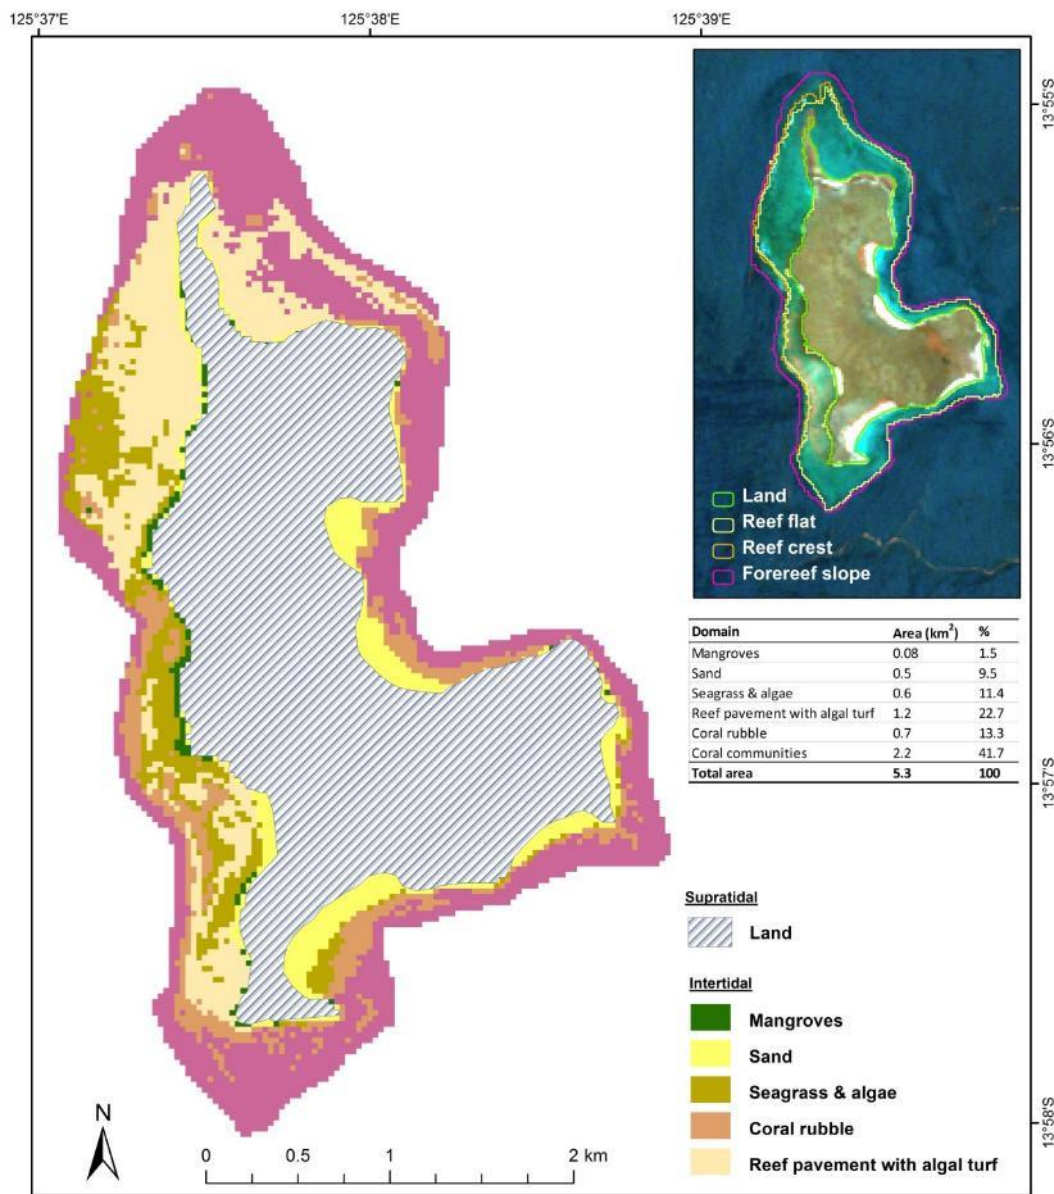 125°37'E 125°38'E 125°39'E
13°55'S
13°56'S
13°57'S
13°58'S
Land
Reef flat
Reef crest
Forereef slope
Domain Area (km²) %
Mangroves 0.08 1.5
Sand 0.5 9.5
Seagrass & algae 0.6 11.4
Reef pavement with algal turf 1.2 22.7
Coral rubble 0.7 13.3
Coral communities 2.2 41.7
Total area 5.3 100
Supratidal
Land
Intertidal
Mangroves
Sand
Seagrass & algae
Coral rubble
Reef pavement with algal turf
N
0 0.5 1 2 km